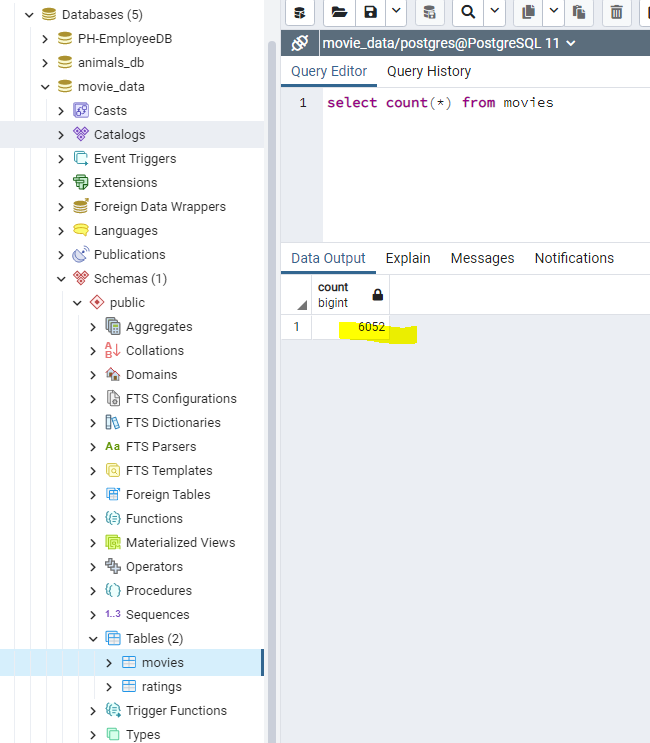 Databases (5)
PH-EmployeeDB
animals_db
movie_data
Casts
Catalogs
Event Triggers
Extensions
Foreign Data Wrappers
Languages
Publications
Schemas (1)
public
Aggregates
Collations
Domains
FTS Configurations
FTS Dictionaries
Aa FTS Parsers
FTS Templates
Foreign Tables
Functions
Materialized Views
Operators
Procedures
1..3 Sequences
Tables (2)
movies
ratings
Trigger Functions
Types
movie_data/postgres@PostgreSQL 11
Query Editor Query History
1 select count(*) from movies
Data Output Explain Messages Notifications
count
bigint
1 6052